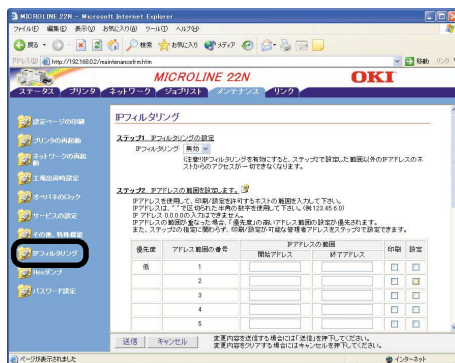 MICROLINE 22N - Microsoft Internet Explorer
ファイル(F) 編集(E) 表示(V) お気に入り(A) ツール(T) ヘルプ(H)
戻る 検索 お気に入り メディア
アドレス(D) http://192.168.0.2/maintenancefrm.htm 移動 リンク
MICROLINE 22N OKI
ステータス プリンタ ネットワーク ジョブリスト メンテナンス リンク
設定ページの印刷
プリンタの再起動
ネットワークの再起動
工場出荷時設定
オペパネのロック
サービスの設定
その他、特殊機能
IPフィルタリング
Hexダンプ
パスワード設定
IPフィルタリング
ステップ1. IPフィルタリングの設定
IPフィルタリング: 無効
(注意!)IPフィルタリングを有効にすると、ステップ2で設定した範囲以外のIPアドレスのホストからのアクセスが一切できなくなります。
ステップ2. IPアドレスの範囲を設定します。
IPアドレスを使用して、印刷/設定を許可するホストの範囲を入力して下さい。
IPアドレスは、"."で区切られた半角の数字を使用して下さい。(例)123.45.6.0)
IPアドレス 0.0.0.0の入力はできません。
IPアドレスの範囲が重なった場合、「優先度」の高いアドレス範囲の設定が優先されます。
また、ステップ2の指定に関わらず、印刷/設定が可能な管理者アドレスをステップ3で設定できます。
優先度 アドレス範囲の番号 IPアドレスの範囲 印刷 設定
開始アドレス 終了アドレス
低 1
2
3
4
5
送信 キャンセル 変更内容を送信する場合には「送信」を押下してください。
変更内容をクリアする場合にはキャンセルを押下してください。
ページが表示されました インターネット